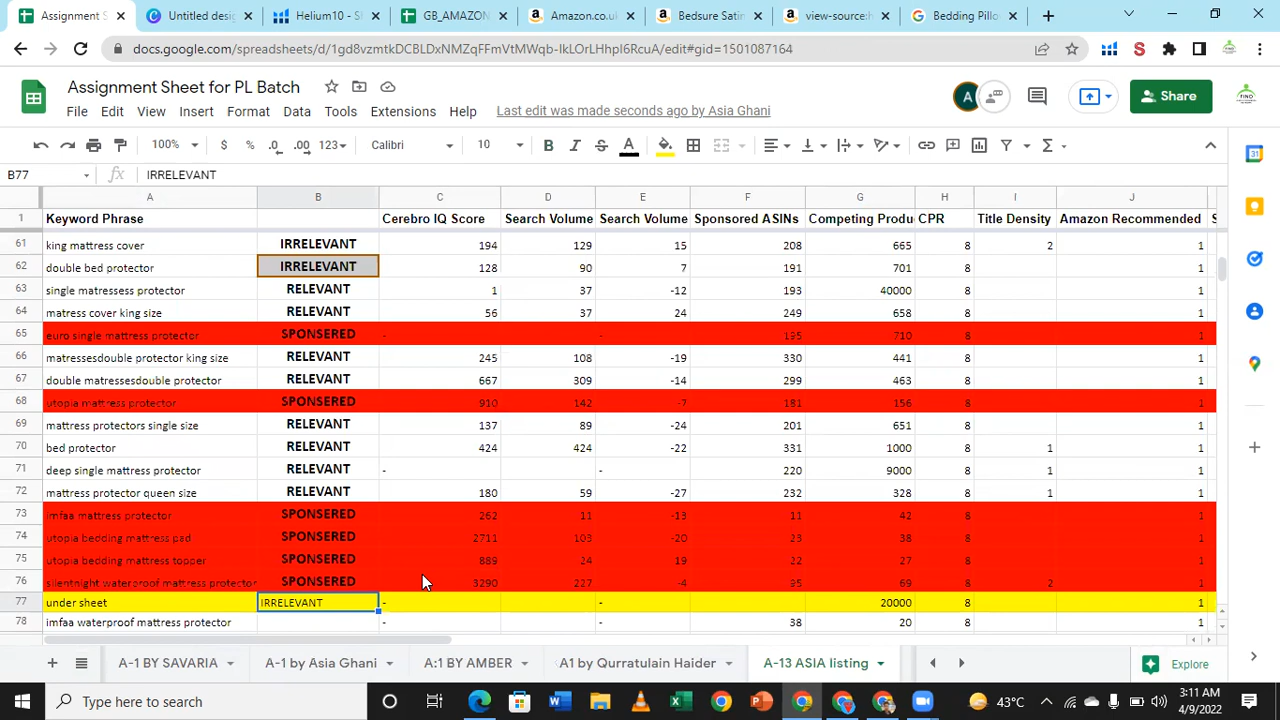 Assignment Sheet for PL Batch
Untitled desig
Helium10 - S
GB_AMAZON
Amazon.co.uk
Bedsure Sati
view-source:h
Bedding Pillo
docs.google.com/spreadsheets/d/1gd8vzmtkDCBLDxNMZqFFmVtMWqb-IkLOrLHhpl6RcuA/edit#gid=1501087164
Assignment Sheet for PL Batch
File Edit View Insert Format Data Tools Extensions Help Last edit was made seconds ago by Asia Ghani
A
Share
100% $ % .0 .00 123 Calibri 10 B I S A
B77 fx IRRELEVANT
A B C D E F G H I J
1 Keyword Phrase Cerebro IQ Score Search Volume Search Volume Sponsored ASINs Competing Produ CPR Title Density Amazon Recommended S
61 king mattress cover IRRELEVANT 194 129 15 208 665 8 2 1
62 double bed protector IRRELEVANT 128 90 7 191 701 8 1
63 single matressess protector RELEVANT 1 37 -12 193 40000 8 1
64 matress cover king size RELEVANT 56 37 24 249 658 8 1
65 euro single mattress protector SPONSERED - - 195 710 8 1
66 matressesdouble protector king size RELEVANT 245 108 -19 330 441 8 1
67 double matressesdouble protector RELEVANT 667 309 -14 299 463 8 1
68 utopia mattress protector SPONSERED 910 142 -7 181 156 8 1
69 mattress protectors single size RELEVANT 137 89 -24 201 651 8 1
70 bed protector RELEVANT 424 424 -22 331 1000 8 1 1
71 deep single mattress protector RELEVANT - - 220 9000 8 1 1
72 mattress protector queen size RELEVANT 180 59 -27 232 328 8 1 1
73 imfaa mattress protector SPONSERED 262 11 -13 11 42 8 1
74 utopia bedding mattress pad SPONSERED 2711 103 -20 23 38 8 1
75 utopia bedding mattress topper SPONSERED 889 24 19 22 27 8 1
76 silentnight waterproof mattress protector SPONSERED 3290 227 -4 95 69 8 2 1
77 under sheet IRRELEVANT - - 20000 8 1
78 imfaa waterproof mattress protector - - 38 20 8 1
A-1 BY SAVARIA A-1 by Asia Ghani A:1 BY AMBER A1 by Qurratulain Haider A-13 ASIA listing Explore
Type here to search
43°C
3:11 AM
4/9/2022